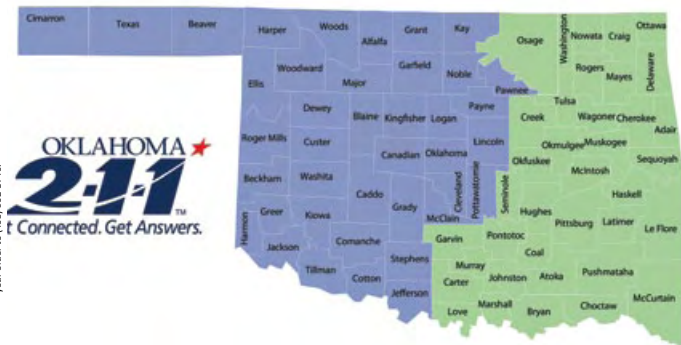 Cimarron Texas Beaver Harper Woods Alfalfa Grant Kay Osage Washington Nowata Craig Ottawa
Ellis Woodward Major Garfield Noble Pawnee Rogers Mayes Delaware
Dewey Blaine Kingfisher Logan Payne Creek Tulsa Wagoner Cherokee Adair
Roger Mills Custer Canadian Oklahoma Lincoln Okmulgee Muskogee Sequoyah
Beckham Washita Caddo Grady Cleveland Pottawatomie Seminole Okfuskee McIntosh Haskell
Harmon Greer Kiowa McClain Hughes Pittsburg Latimer Le Flore
Jackson Comanche Stephens Garvin Pontotoc Coal
Tillman Cotton Jefferson Carter Murray Johnston Atoka Pushmataha McCurtain
Love Marshall Bryan Choctaw
OKLAHOMA
2-1-1 TM
t Connected. Get Answers.